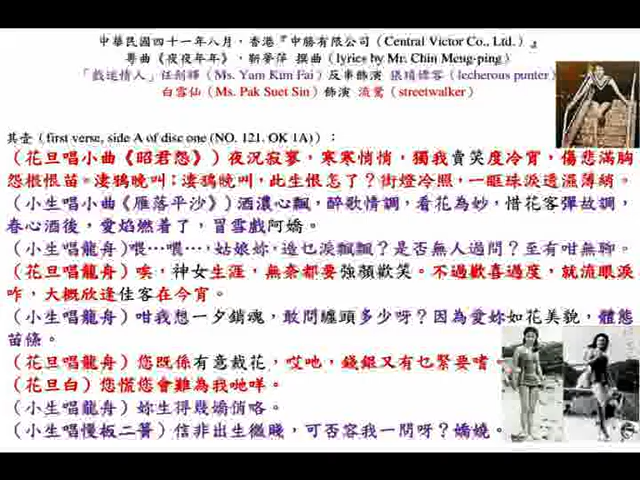 中華民國四十一年八月，香港『中勝有限公司（Central Victor Co., Ltd.）』
粵曲《夜夜年年》，靳夢萍 撰曲（lyrics by Mr. Chin Meng-ping）
「戲迷情人」任劍輝（Ms. Yam Kim Fai）反串飾演 猖瑣嫖客（lecherous punter）
白雪仙（Ms. Pak Suet Sin）飾演 流鶯（streetwalker）
其壹（first verse, side A of disc one (NO. 121, OK 1A)）：
（花旦唱小曲《昭君怨》）夜沉寂寥，寒寒悄悄，獨我賣笑度冷宵，傷悲滿胸
怨根恨苗。淒鴉晚叫；淒鴉晚叫，此生恨怎了？街燈冷照，一眶珠淚透濕薄綃。
（小生唱小曲《雁落平沙》）酒濃心飄，醉歌情調，看花為妙，惜花客彈故調，
春心酒後，愛焰燃着了，冒雪戲阿嬌。
（小生唱龍舟）喂…喂…，姑娘妳，造乜淚飄飄？是否無人過問？至有咁無聊。
（花旦唱龍舟）唉，神女生涯，無奈都要強顏歡笑。不過歡喜過度，就流眼淚
咋，大概欣逢佳客在今宵。
（小生唱龍舟）咁我想一夕銷魂，敢問纏頭多少呀？因為愛妳如花美貌，體態
苗條。
（花旦唱龍舟）您既係有意栽花，哎吔，錢銀又有乜緊要啫
（花旦白）您慌您會難為我哋咩。
（小生唱龍舟）妳生得幾嬌俏咯。
（小生唱慢板二簧）信非出生微賤，可否容我一問呀？嬌嬈。